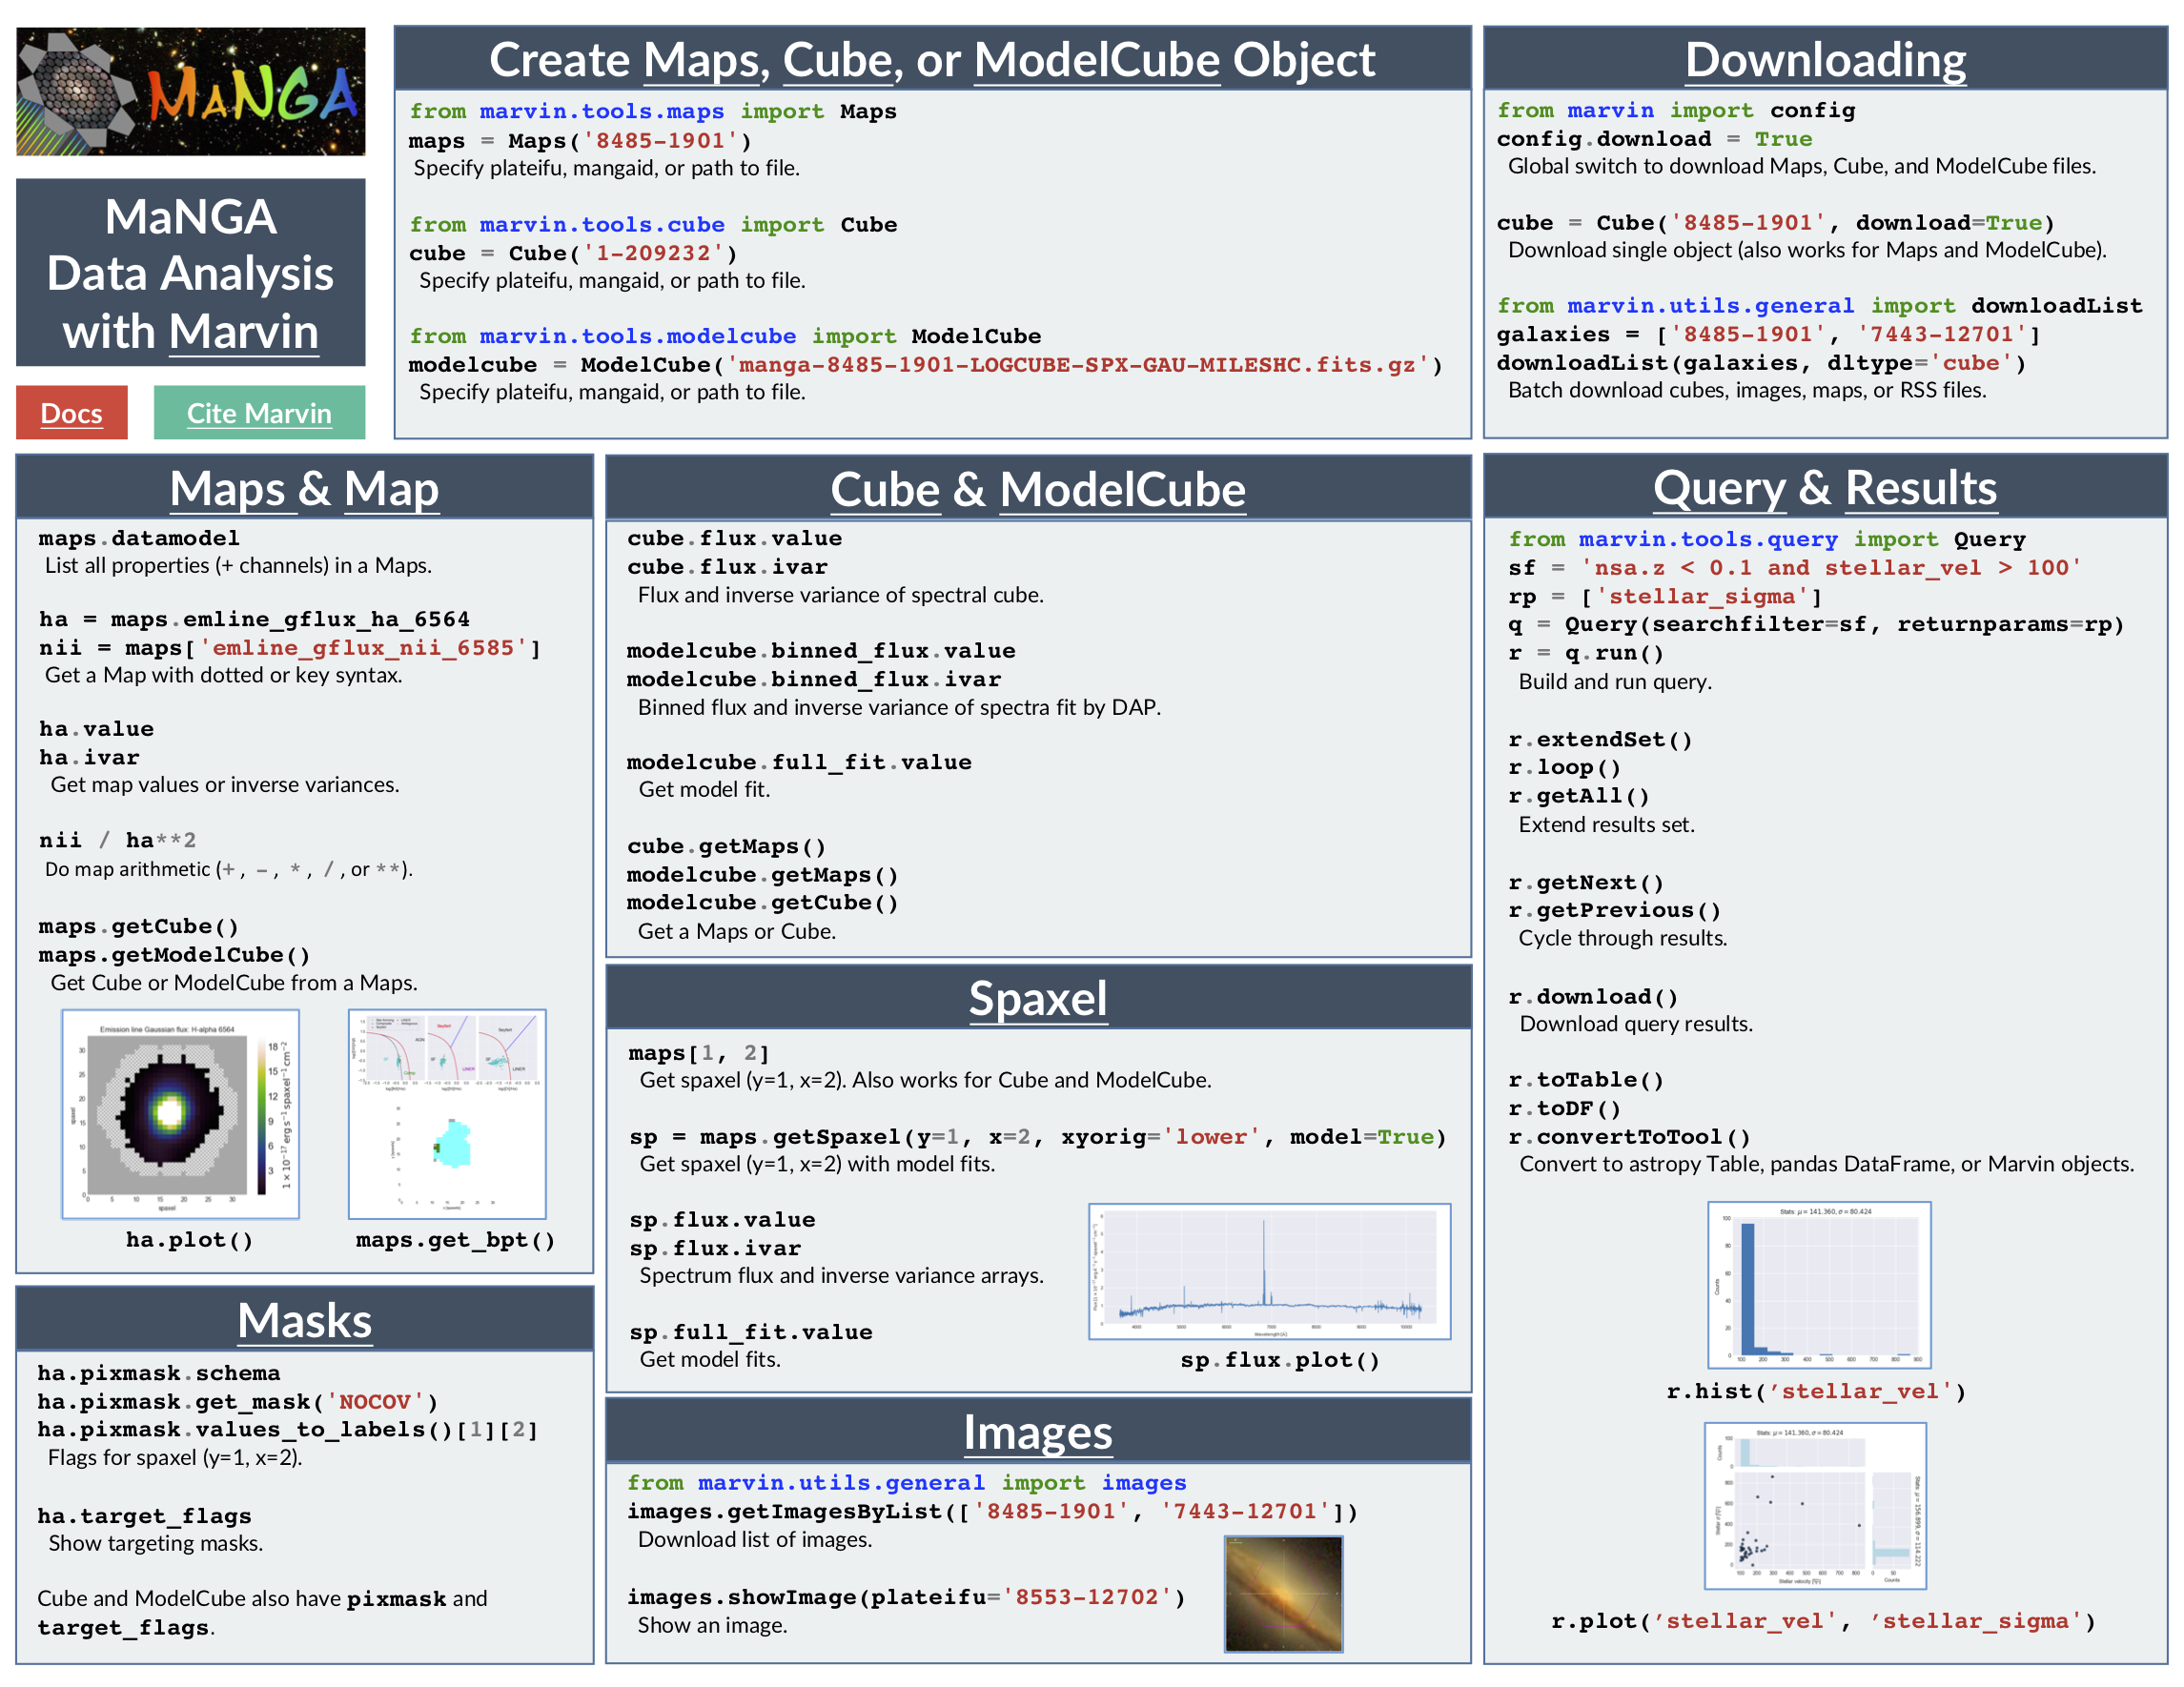 MANGA
MaNGA
Data Analysis
with Marvin
Docs
Cite Marvin
Create Maps, Cube, or ModelCube Object
from marvin.tools.maps import Maps
maps = Maps('8485-1901')
Specify plateifu, mangaid, or path to file.
from marvin.tools.cube import Cube
cube = Cube('1-209232')
Specify plateifu, mangaid, or path to file.
from marvin.tools.modelcube import ModelCube
modelcube = ModelCube('manga-8485-1901-LOGCUBE-SPX-GAU-MILESHC.fits.gz')
Specify plateifu, mangaid, or path to file.
Downloading
from marvin import config
config.download = True
Global switch to download Maps, Cube, and ModelCube files.
cube = Cube('8485-1901', download=True)
Download single object (also works for Maps and ModelCube).
from marvin.utils.general import downloadList
galaxies = ['8485-1901', '7443-12701']
downloadList(galaxies, dltype='cube')
Batch download cubes, images, maps, or RSS files.
Maps & Map
maps.datamodel
List all properties (+ channels) in a Maps.
ha = maps.emline_gflux_ha_6564
nii = maps['emline_gflux_nii_6585']
Get a Map with dotted or key syntax.
ha.value
ha.ivar
Get map values or inverse variances.
nii / ha**2
Do map arithmetic (+ , - , * , / , or **).
maps.getCube()
maps.getModelCube()
Get Cube or ModelCube from a Maps.
Emission line Gaussian flux: H-alpha 6564
ha.plot()
maps.get_bpt()
Masks
ha.pixmask.schema
ha.pixmask.get_mask('NOCOV')
ha.pixmask.values_to_labels()[1][2]
Flags for spaxel (y=1, x=2).
ha.target_flags
Show targeting masks.
Cube and ModelCube also have pixmask and
target_flags.
Cube & ModelCube
cube.flux.value
cube.flux.ivar
Flux and inverse variance of spectral cube.
modelcube.binned_flux.value
modelcube.binned_flux.ivar
Binned flux and inverse variance of spectra fit by DAP.
modelcube.full_fit.value
Get model fit.
cube.getMaps()
modelcube.getMaps()
modelcube.getCube()
Get a Maps or Cube.
Spaxel
maps[1, 2]
Get spaxel (y=1, x=2). Also works for Cube and ModelCube.
sp = maps.getSpaxel(y=1, x=2, xyorig='lower', model=True)
Get spaxel (y=1, x=2) with model fits.
sp.flux.value
sp.flux.ivar
Spectrum flux and inverse variance arrays.
sp.full_fit.value
Get model fits.
sp.flux.plot()
Images
from marvin.utils.general import images
images.getImagesByList(['8485-1901', '7443-12701'])
Download list of images.
images.showImage(plateifu='8553-12702')
Show an image.
Query & Results
from marvin.tools.query import Query
sf = 'nsa.z < 0.1 and stellar_vel > 100'
rp = ['stellar_sigma']
q = Query(searchfilter=sf, returnparams=rp)
r = q.run()
Build and run query.
r.extendSet()
r.loop()
r.getAll()
Extend results set.
r.getNext()
r.getPrevious()
Cycle through results.
r.download()
Download query results.
r.toTable()
r.toDF()
r.convertToTool()
Convert to astropy Table, pandas DataFrame, or Marvin objects.
Stats: μ = 141.360, σ = 80.424
r.hist(’stellar_vel')
Stats: μ = 141.360, σ = 80.424
r.plot(’stellar_vel', ’stellar_sigma')